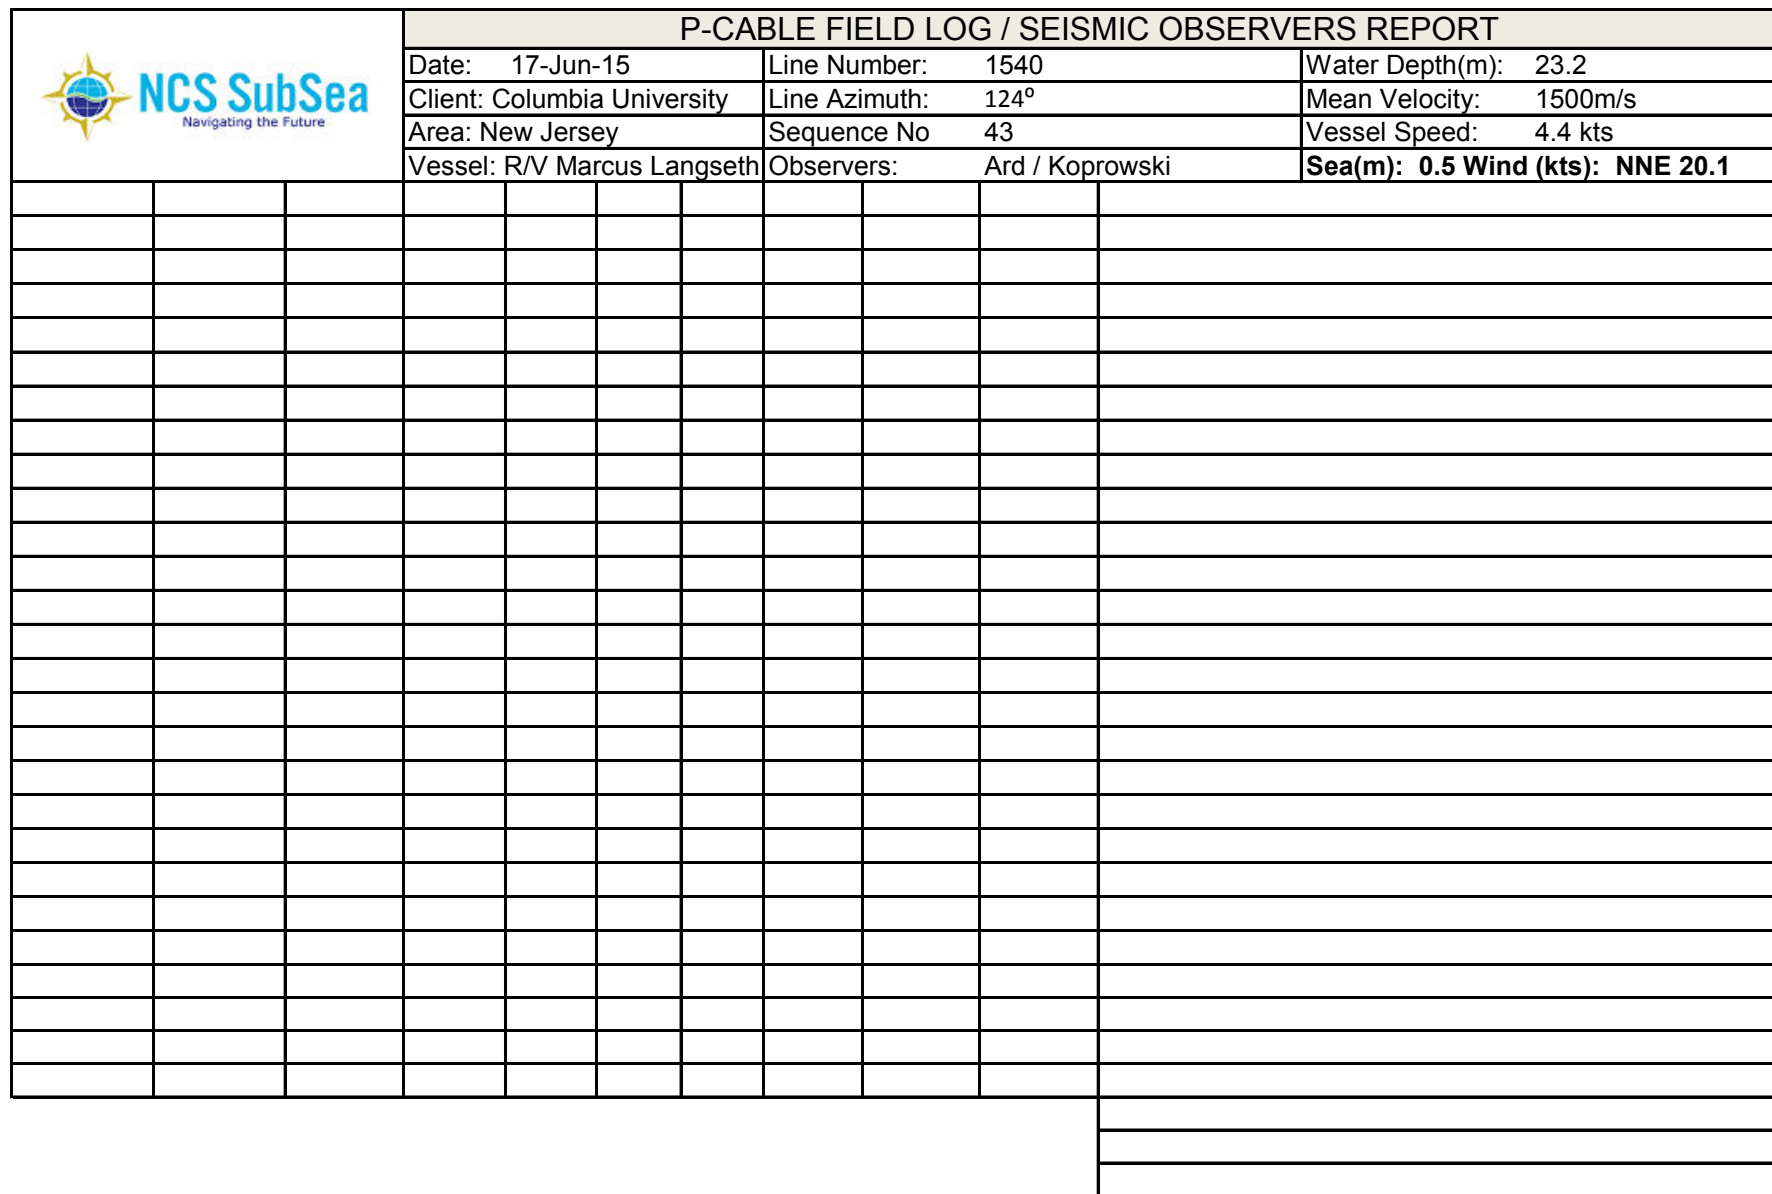 NCS SubSea
Navigating the Future
P-CABLE FIELD LOG / SEISMIC OBSERVERS REPORT
Date: 17-Jun-15 Line Number: 1540 Water Depth(m): 23.2
Client: Columbia University Line Azimuth: 124⁰ Mean Velocity: 1500m/s
Area: New Jersey Sequence No 43 Vessel Speed: 4.4 kts
Vessel: R/V Marcus Langseth Observers: Ard / Koprowski Sea(m): 0.5 Wind (kts): NNE 20.1